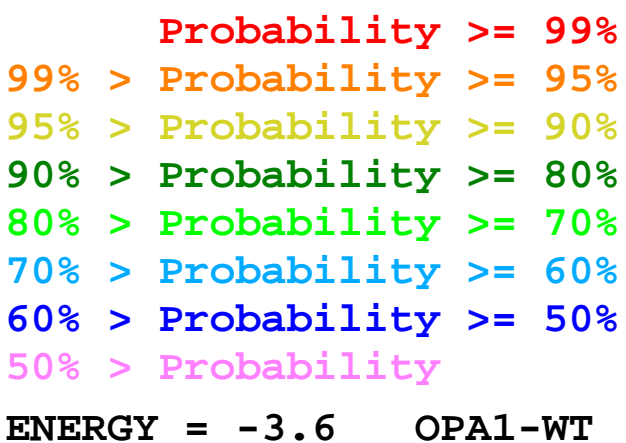 Probability >= 99%
99% > Probability >= 95%
95% > Probability >= 90%
90% > Probability >= 80%
80% > Probability >= 70%
70% > Probability >= 60%
60% > Probability >= 50%
50% > Probability
ENERGY = -3.6 OPA1-WT